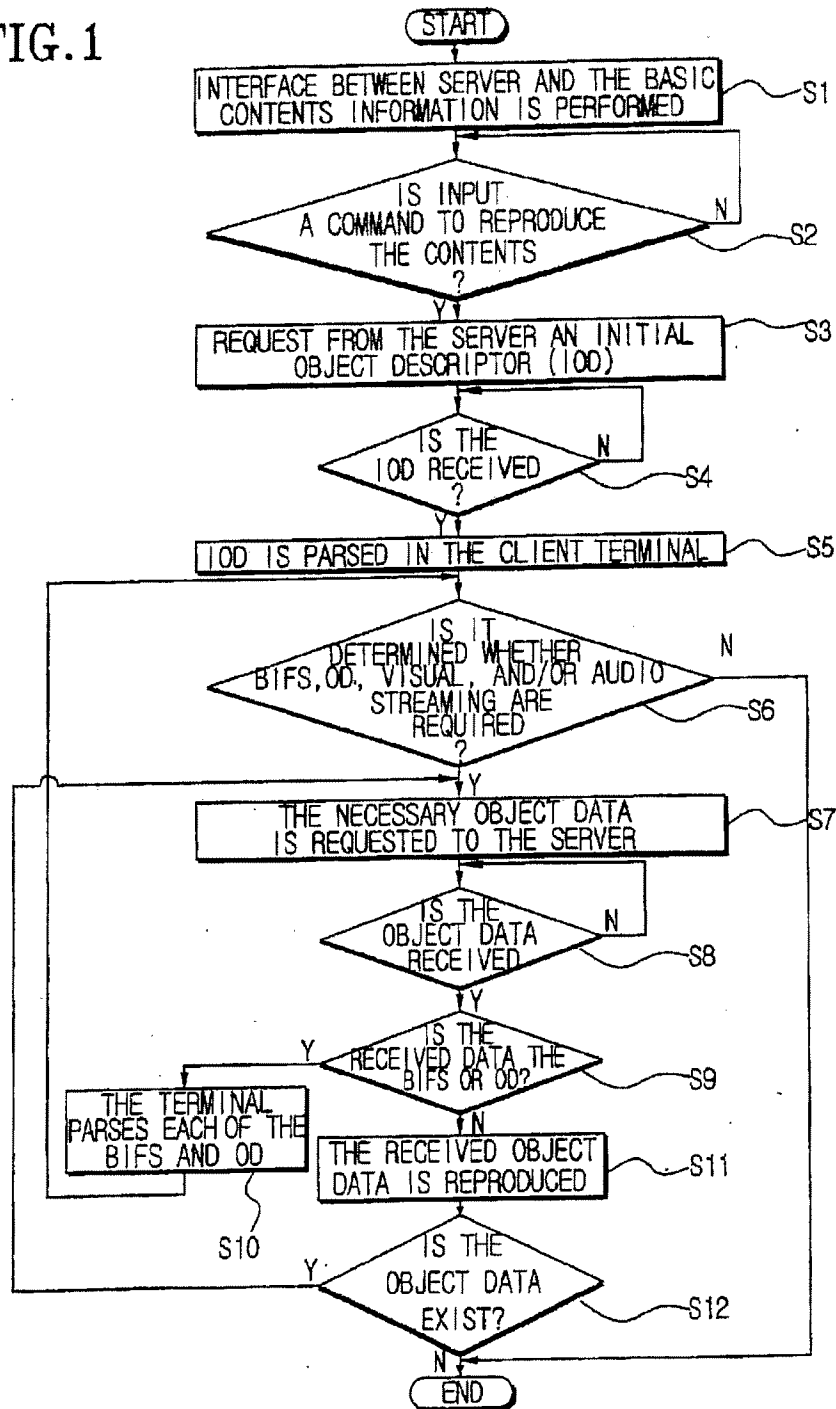 FIG.1
START
INTERFACE BETWEEN SERVER AND THE BASIC
CONTENTS INFORMATION IS PERFORMED
S1
IS INPUT
A COMMAND TO REPRODUCE
THE CONTENTS
?
N
S2
Y
REQUEST FROM THE SERVER AN INITIAL
OBJECT DESCRIPTOR (IOD)
S3
IS THE
IOD RECEIVED
?
N
S4
Y
IOD IS PARSED IN THE CLIENT TERMINAL
S5
IS IT
DETERMINED WHETHER
BIFS, OD, VISUAL, AND/OR AUDIO
STREAMING ARE
REQUIRED
?
N
S6
Y
THE NECESSARY OBJECT DATA
IS REQUESTED TO THE SERVER
S7
IS THE
OBJECT DATA
RECEIVED
N
S8
Y
IS THE
RECEIVED DATA THE
BIFS OR OD?
Y
S9
N
THE TERMINAL
PARSES EACH OF THE
BIFS AND OD
S10
THE RECEIVED OBJECT
DATA IS REPRODUCED
S11
IS THE
OBJECT DATA
EXIST?
Y
S12
N
END